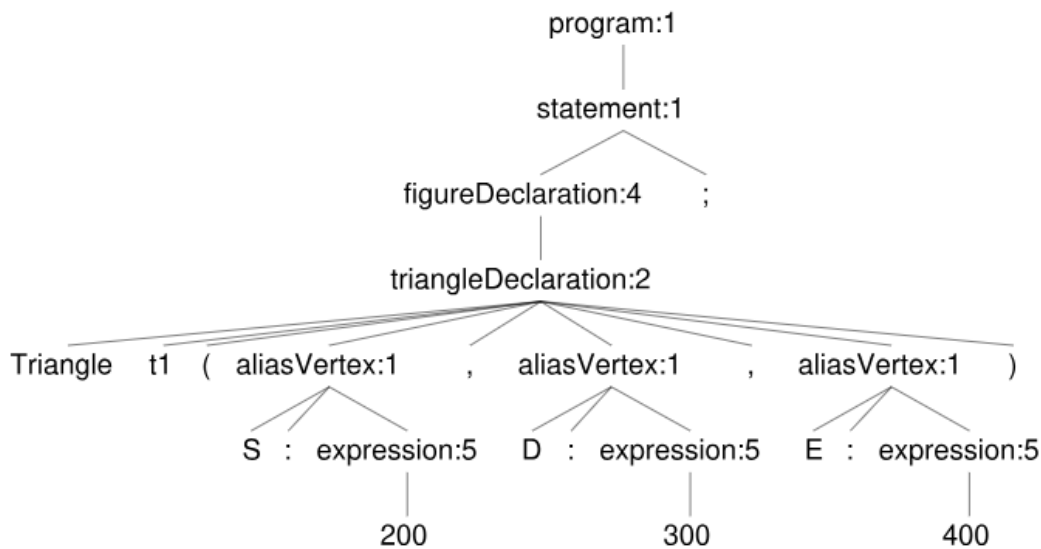 program:1
statement:1
figureDeclaration:4 ;
triangleDeclaration:2
Triangle t1 ( aliasVertex:1 , aliasVertex:1 , aliasVertex:1 )
S : expression:5 D : expression:5 E : expression:5
200 300 400